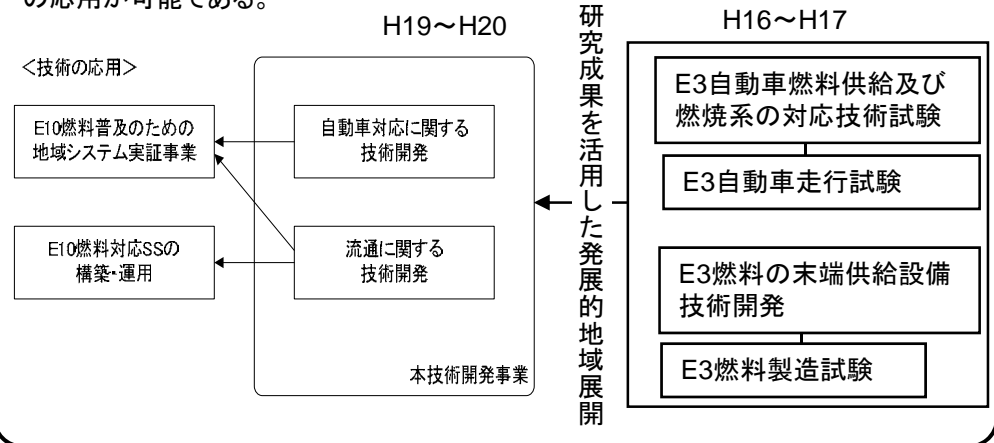 の応用が可能である。
H19～H20
H16～H17
＜技術の応用＞
E10燃料普及のための
地域システム実証事業
E10燃料対応SSの
構築・運用
自動車対応に関する
技術開発
流通に関する
技術開発
本技術開発事業
研究成果を活用した発展的地域展開
E3自動車燃料供給及び
燃焼系の対応技術試験
E3自動車走行試験
E3燃料の末端供給設備
技術開発
E3燃料製造試験